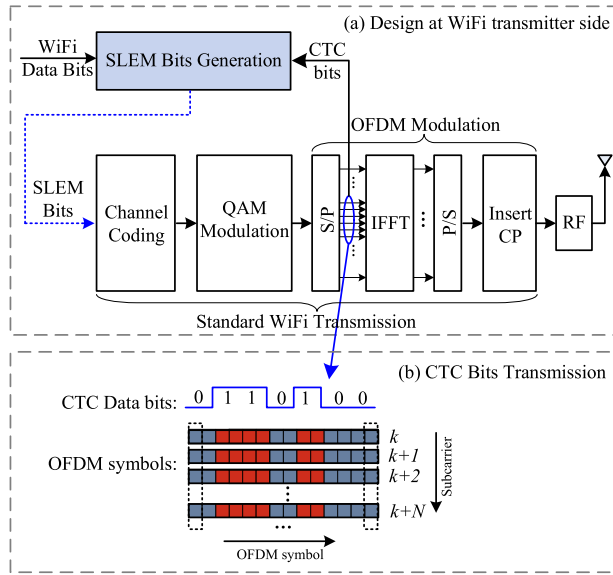 (a) Design at WiFi transmitter side
WiFi
Data Bits
SLEM Bits Generation
CTC
bits
OFDM Modulation
SLEM
Bits
Channel
Coding
QAM
Modulation
S/P
...
...
IFFT
...
P/S
Insert
CP
RF
Standard WiFi Transmission
(b) CTC Bits Transmission
CTC Data bits: 0 1 1 0 1 0 0
OFDM symbols:
k
k+1
k+2
...
k+N
...
Subcarrier
OFDM symbol